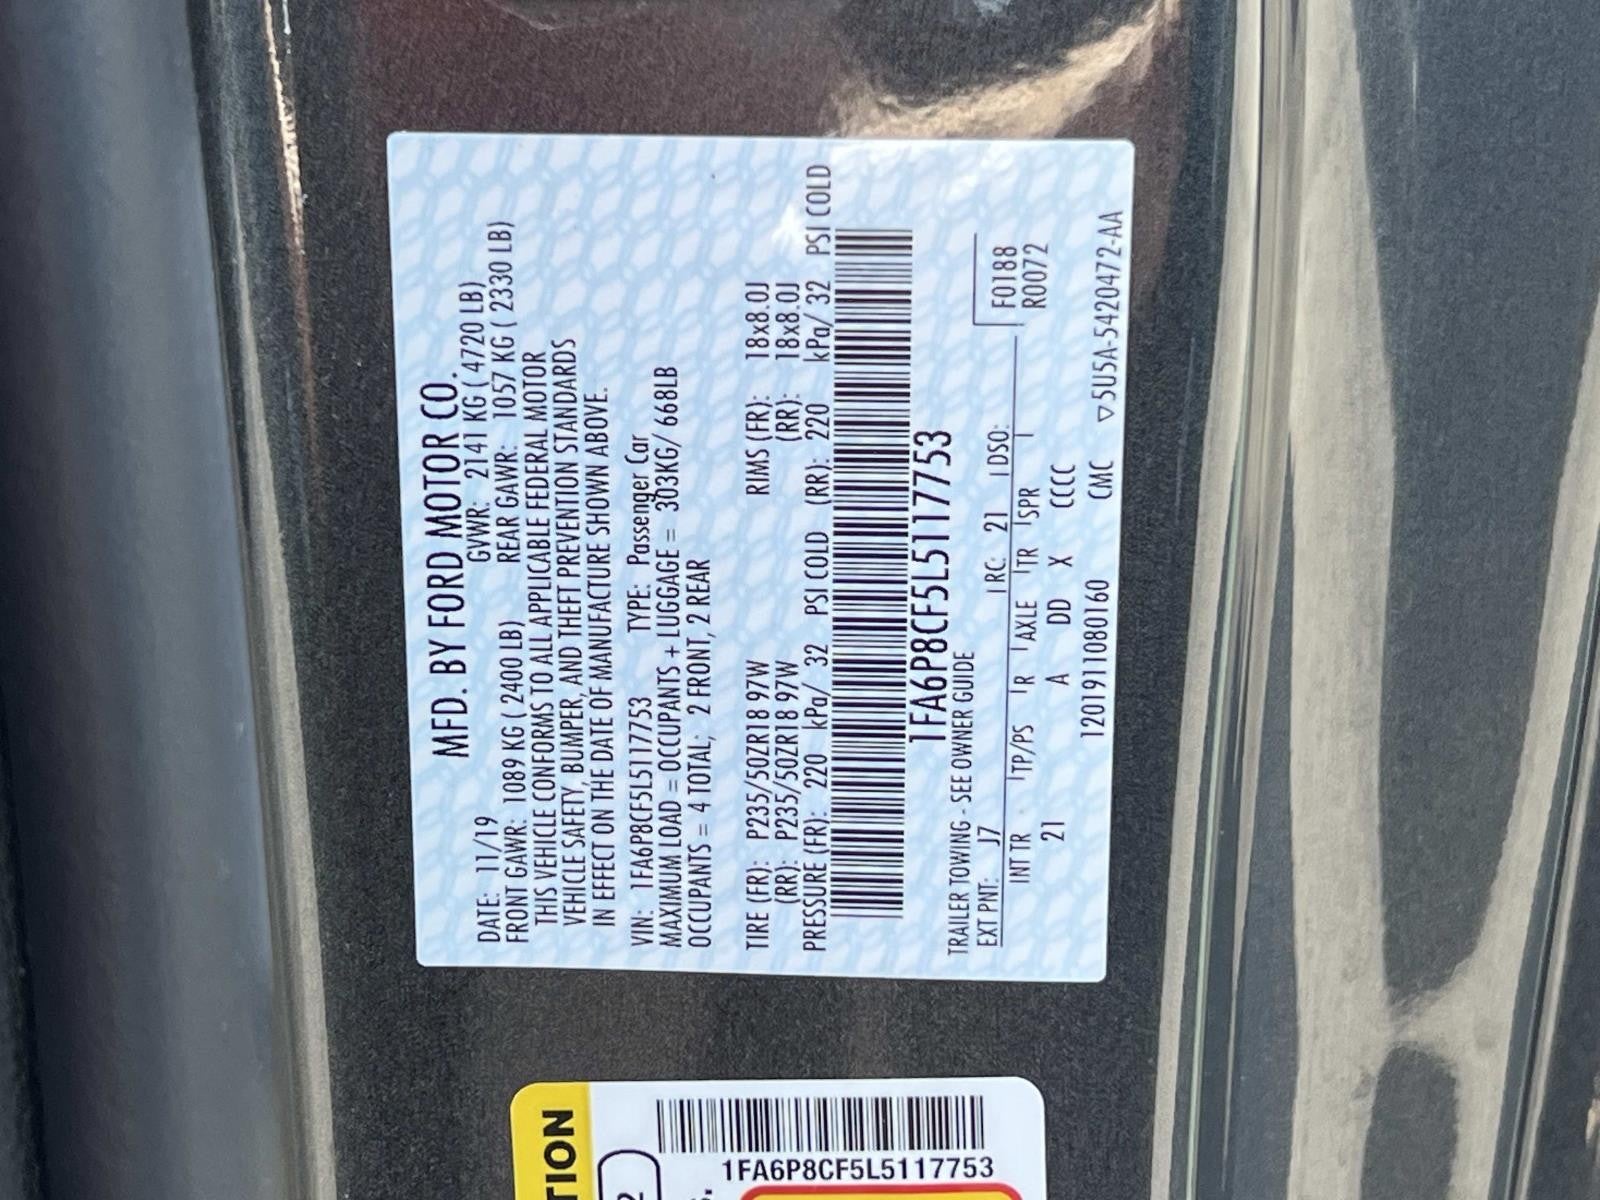 MFD. BY FORD MOTOR CO.
DATE: 11/19 GVWR: 2141 KG ( 4720 LB)
FRONT GAWR: 1089 KG ( 2400 LB) REAR GAWR: 1057 KG ( 2330 LB)
THIS VEHICLE CONFORMS TO ALL APPLICABLE FEDERAL MOTOR
VEHICLE SAFETY, BUMPER, AND THEFT PREVENTION STANDARDS
IN EFFECT ON THE DATE OF MANUFACTURE SHOWN ABOVE.
VIN: 1FA6P8CF5L5117753 TYPE: Passenger Car
MAXIMUM LOAD = OCCUPANTS + LUGGAGE = 303KG/ 668LB
OCCUPANTS = 4 TOTAL; 2 FRONT, 2 REAR
TIRE (FR): P235/50ZR18 97W RIMS (FR): 18x8.0J
(RR): P235/50ZR18 97W (RR): 18x8.0J
PRESSURE (FR): 220 kPa/ 32 PSI COLD (RR): 220 kPa/ 32 PSI COLD
1FA6P8CF5L5117753
TRAILER TOWING - SEE OWNER GUIDE
EXT PNT: J7 RC: 21 DSO: F0188
INT TR TP/PS R AXLE TR SPR R0072
21 A DD X CCCC
1201911080160 CMC ▽5U5A-5420472-AA
TION
2
1FA6P8CF5L5117753